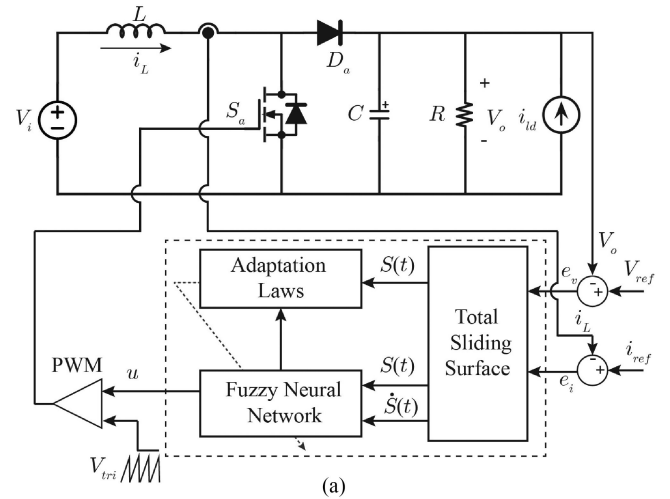 L
i_L
D_a
V_i
+
-
S_a
C
+
R
+
V_o
-
i_ld
V_o
Adaptation
Laws
S(t)
Total
Sliding
Surface
e_v
-
+
V_ref
i_L
PWM
u
Fuzzy Neural
Network
S(t)
Ṡ(t)
e_i
-
+
i_ref
V_tri
(a)